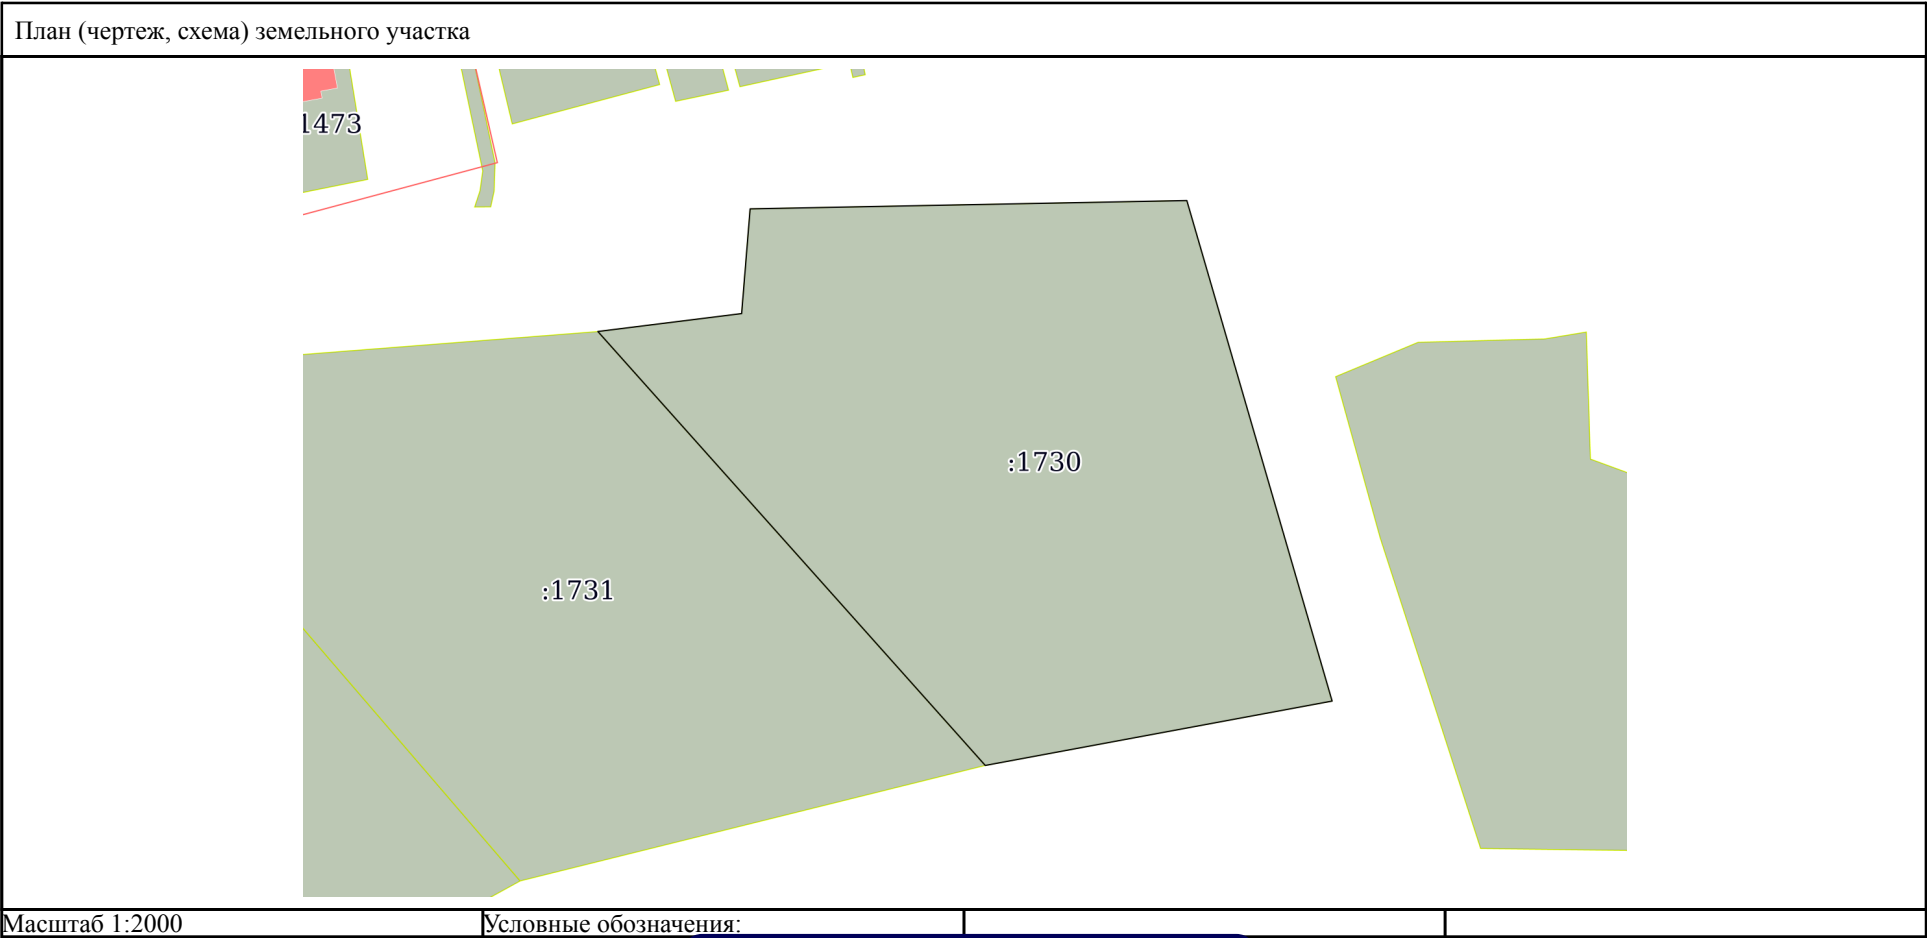 План (чертеж, схема) земельного участка
1473
:1730
:1731
Масштаб 1:2000
Условные обозначения: